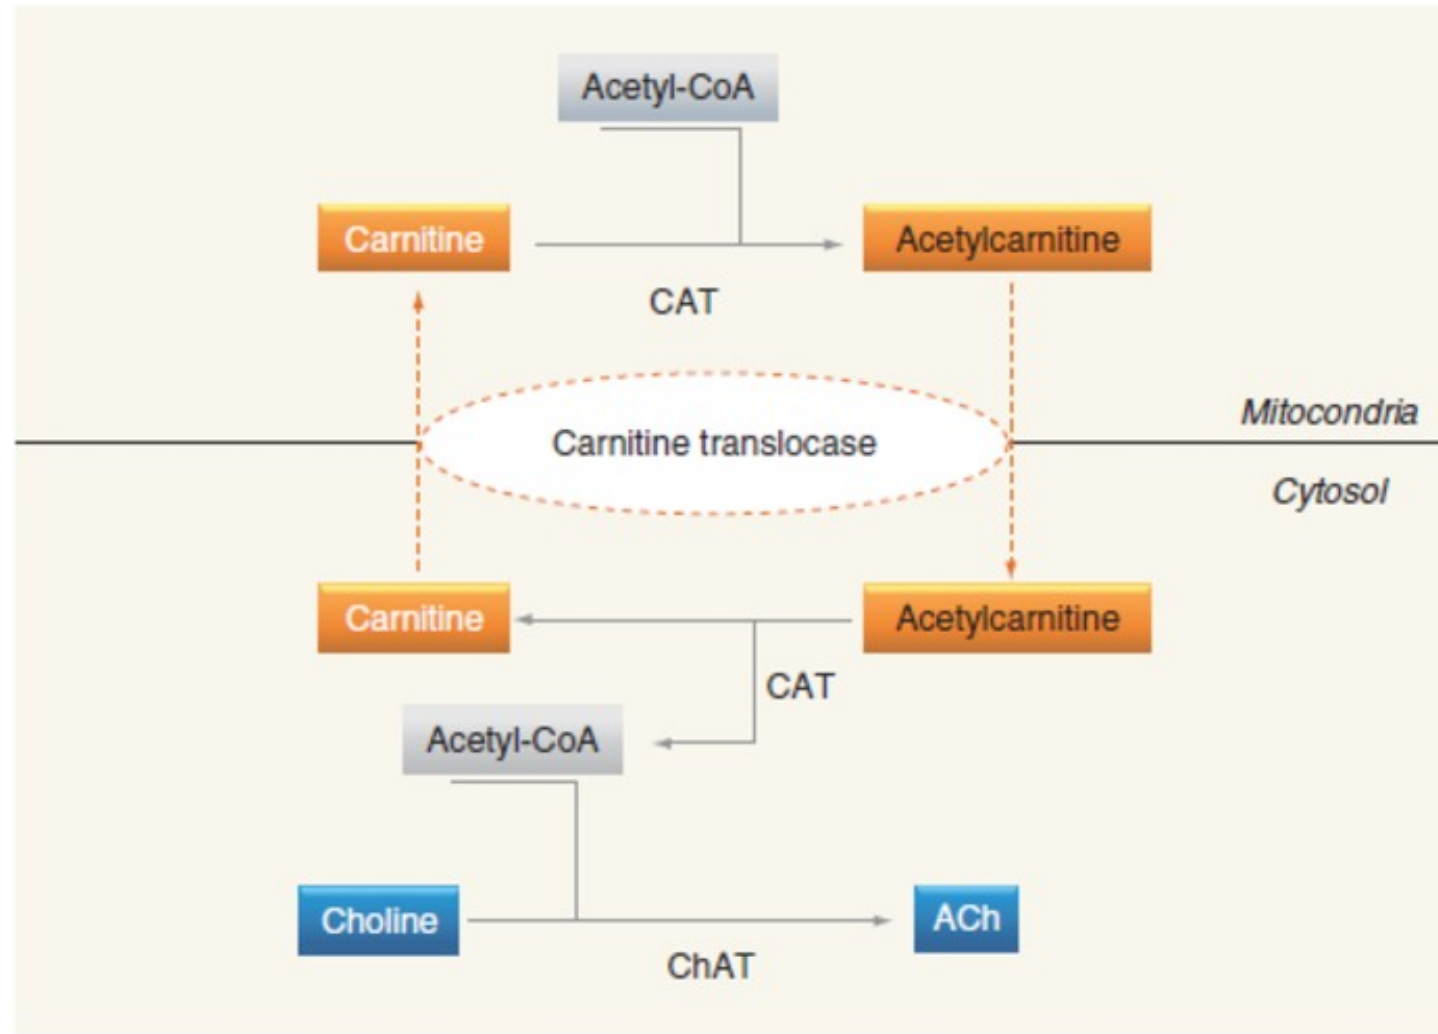 Acetyl-CoA
Carnitine
Acetylcarnitine
CAT
Carnitine translocase
Mitocondria
Cytosol
Carnitine
Acetylcarnitine
CAT
Acetyl-CoA
Choline
ACh
ChAT